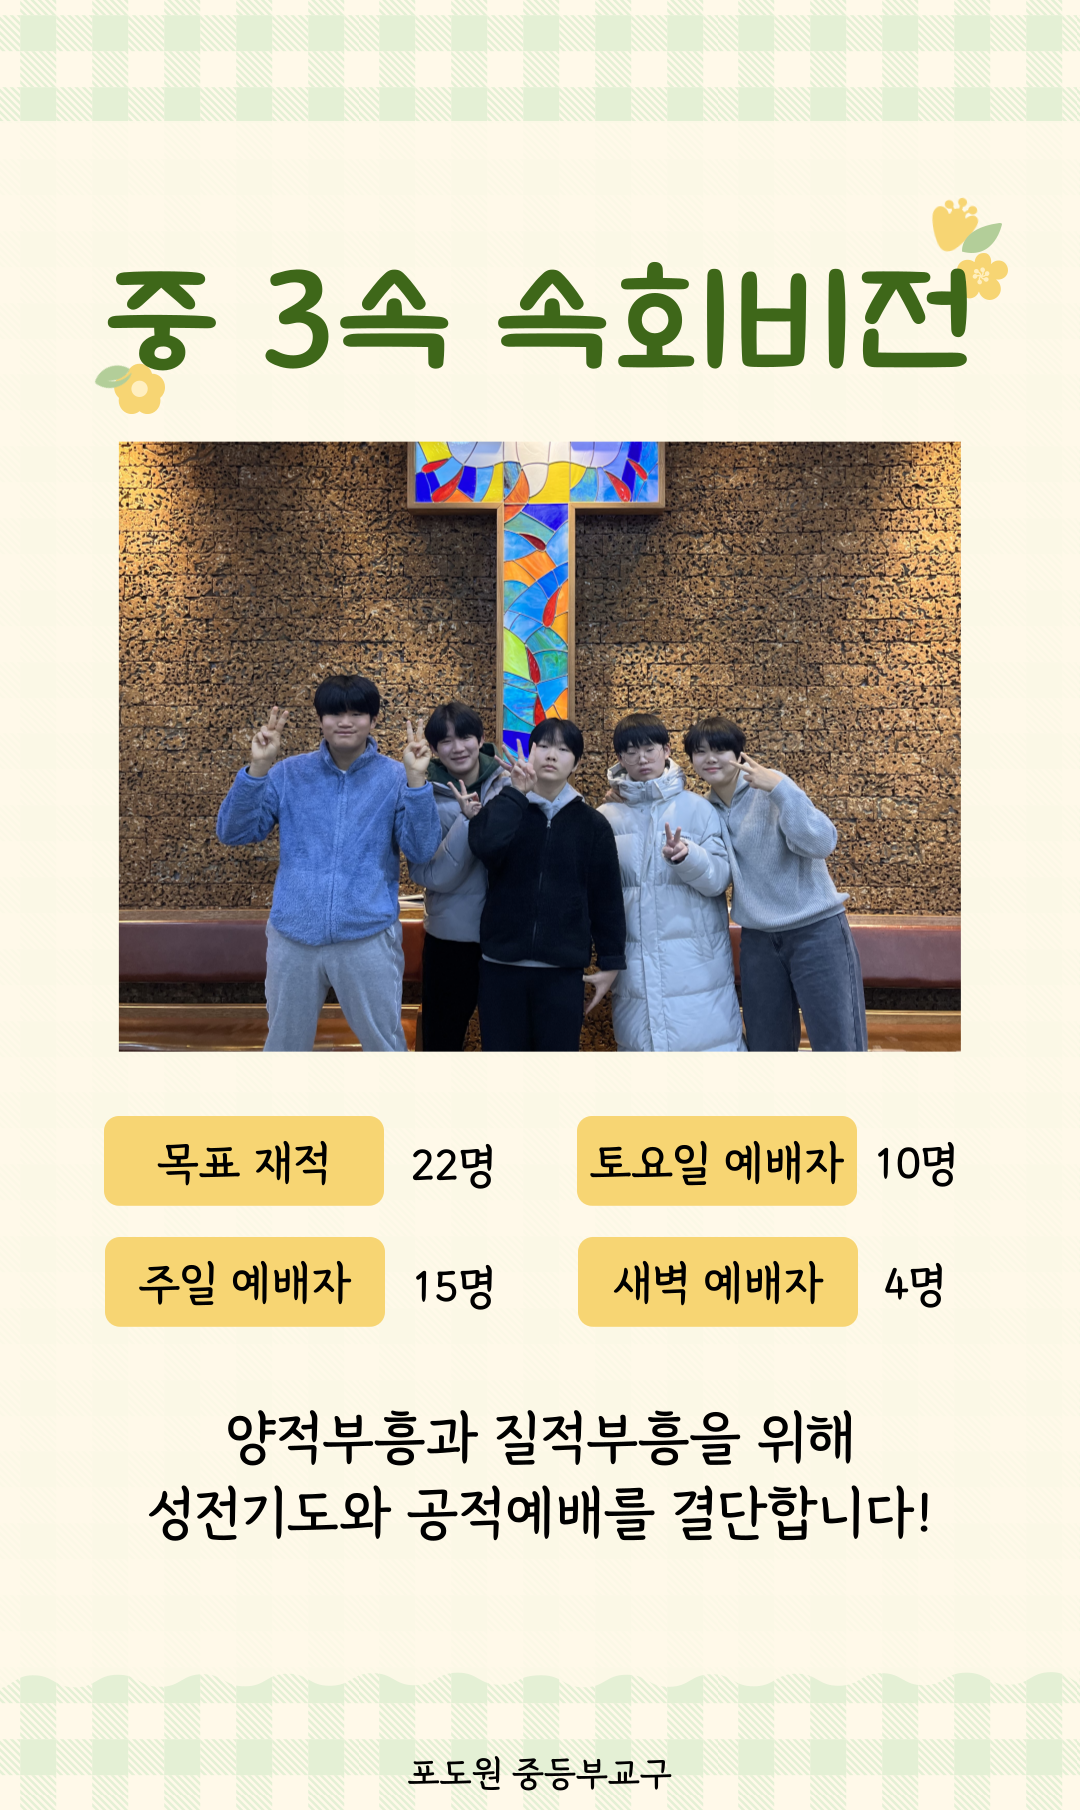 중 3속 속회비전
목표 재적 22명 토요일 예배자 10명
주일 예배자 15명 새벽 예배자 4명
양적부흥과 질적부흥을 위해
성전기도와 공적예배를 결단합니다!
포도원 중등부교구